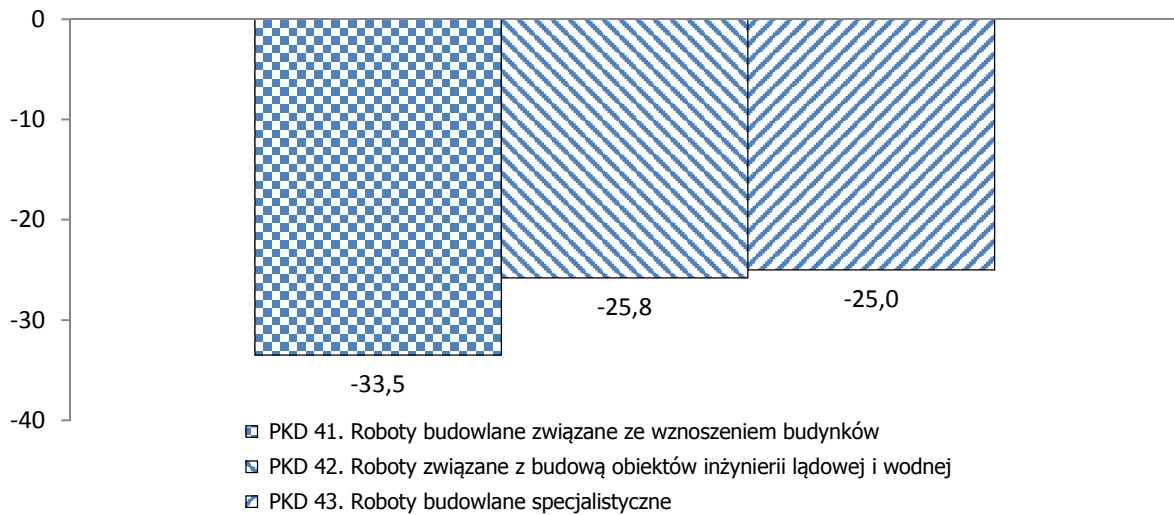 0
-10
-20
-30
-40
-33,5
-25,8
-25,0
PKD 41. Roboty budowlane związane ze wznoszeniem budynków
PKD 42. Roboty związane z budową obiektów inżynierii lądowej i wodnej
PKD 43. Roboty budowlane specjalistyczne